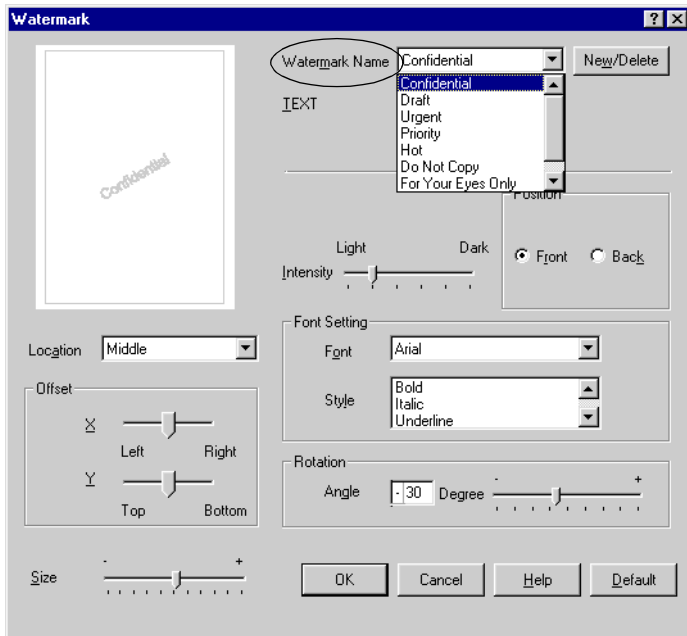 Watermark
Confidential
Watermark Name Confidential New/Delete
Confidential
Draft
Urgent
Priority
Hot
Do Not Copy
For Your Eyes Only
TEXT
Position
Front Back
Light Dark
Intensity
Location Middle
Offset
X
Left Right
Y
Top Bottom
Font Setting
Font Arial
Style
Bold
Italic
Underline
Rotation
Angle - 30 Degree - +
Size - +
OK Cancel Help Default